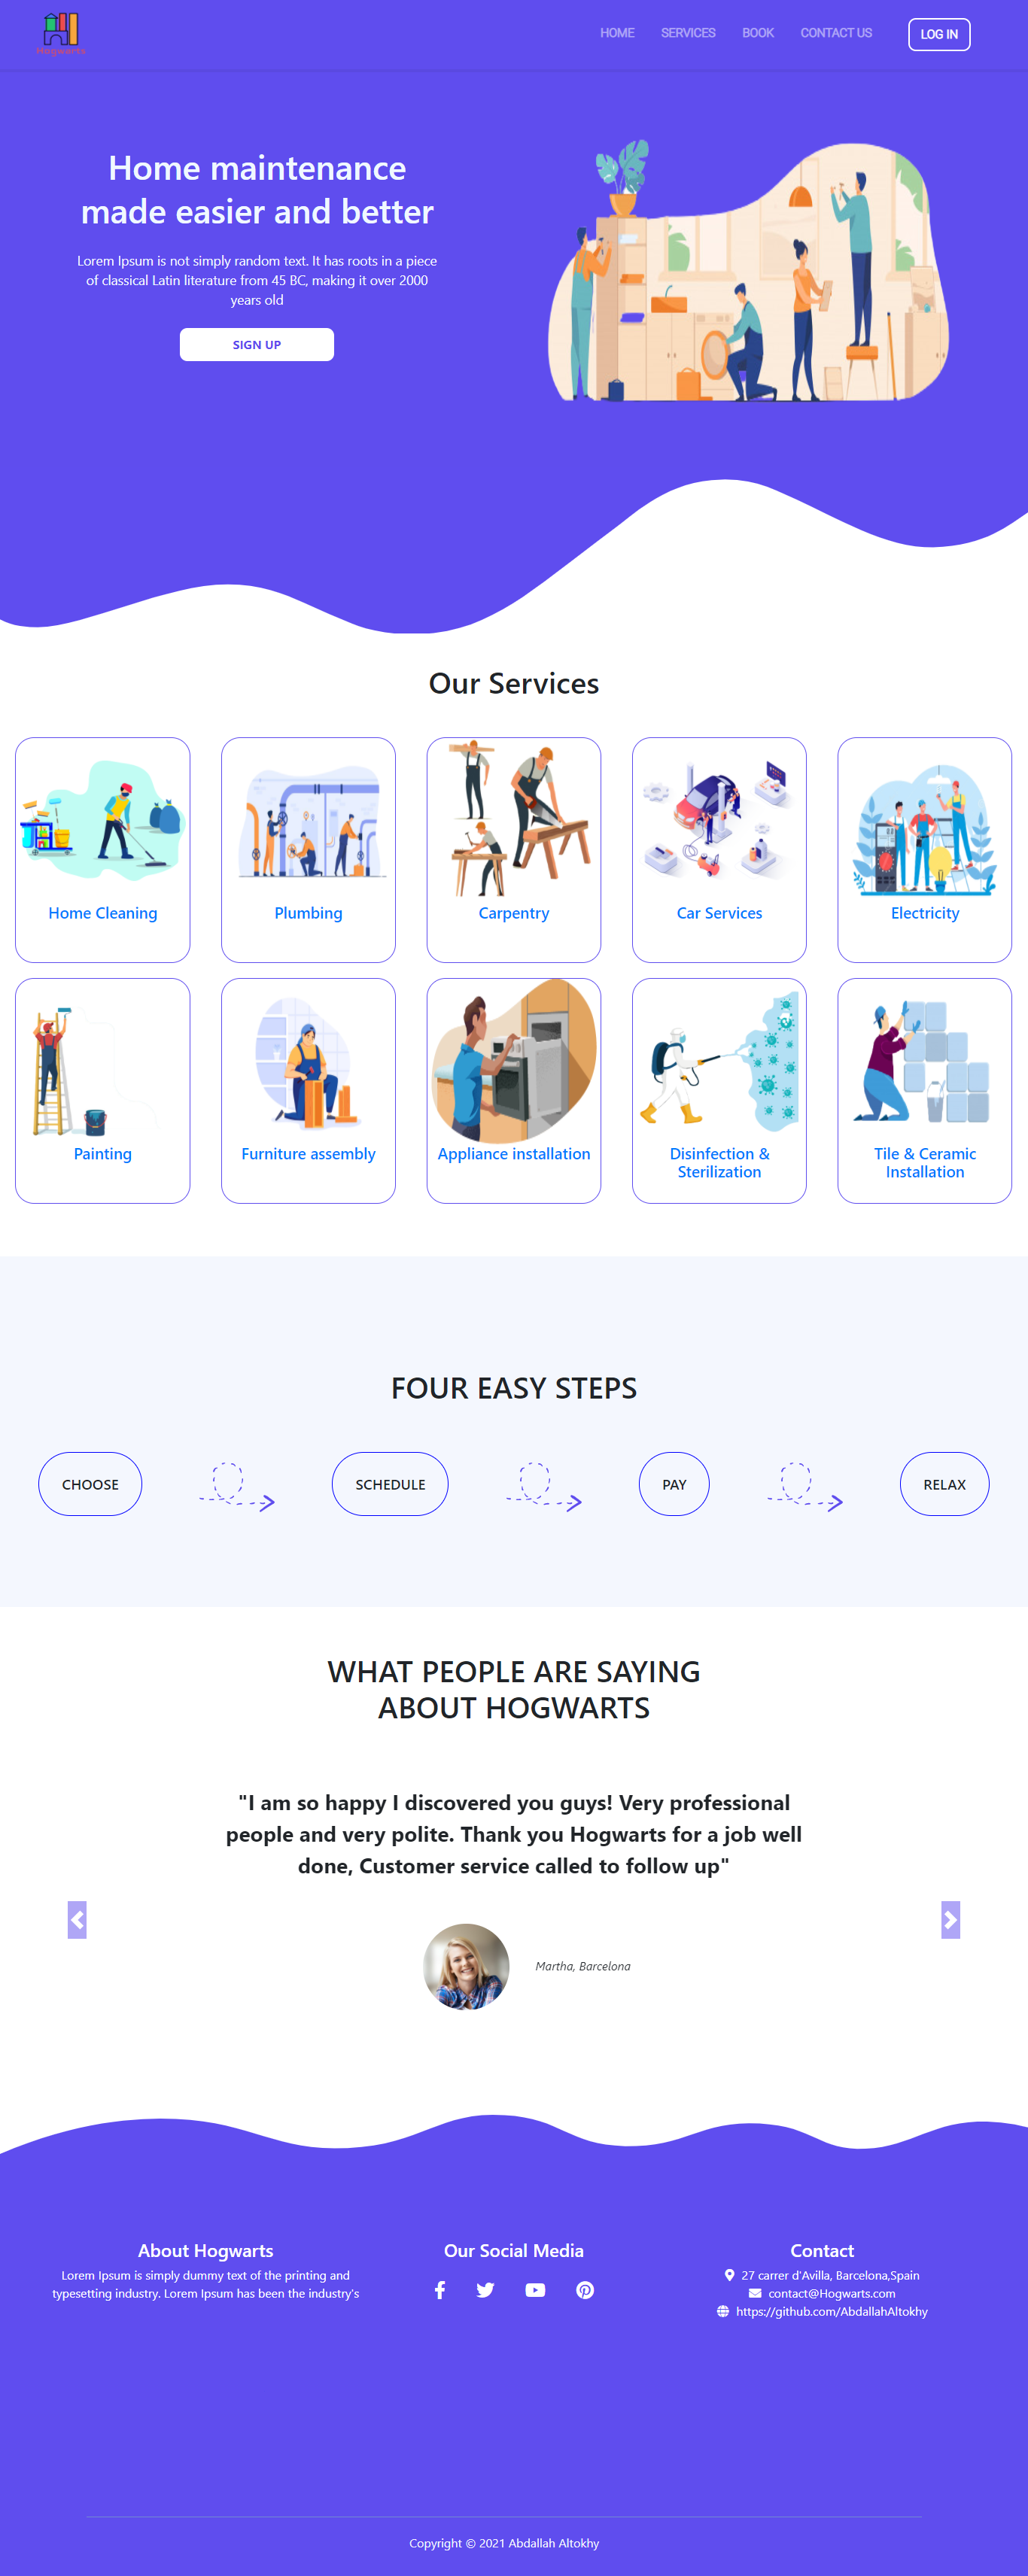 Hogwarts
HOME SERVICES BOOK CONTACT US LOG IN
Home maintenance
made easier and better
Lorem Ipsum is not simply random text. It has roots in a piece
of classical Latin literature from 45 BC, making it over 2000
years old
SIGN UP
Our Services
Home Cleaning
Plumbing
Carpentry
Car Services
Electricity
Painting
Furniture assembly
Appliance installation
Disinfection &
Sterilization
Tile & Ceramic
Installation
FOUR EASY STEPS
CHOOSE
SCHEDULE
PAY
RELAX
WHAT PEOPLE ARE SAYING
ABOUT HOGWARTS
"I am so happy I discovered you guys! Very professional
people and very polite. Thank you Hogwarts for a job well
done, Customer service called to follow up"
Martha, Barcelona
About Hogwarts
Lorem Ipsum is simply dummy text of the printing and
typesetting industry. Lorem Ipsum has been the industry's
Our Social Media
Contact
27 carrer d'Avilla, Barcelona,Spain
contact@Hogwarts.com
https://github.com/AbdallahAltokhy
Copyright © 2021 Abdallah Altokhy